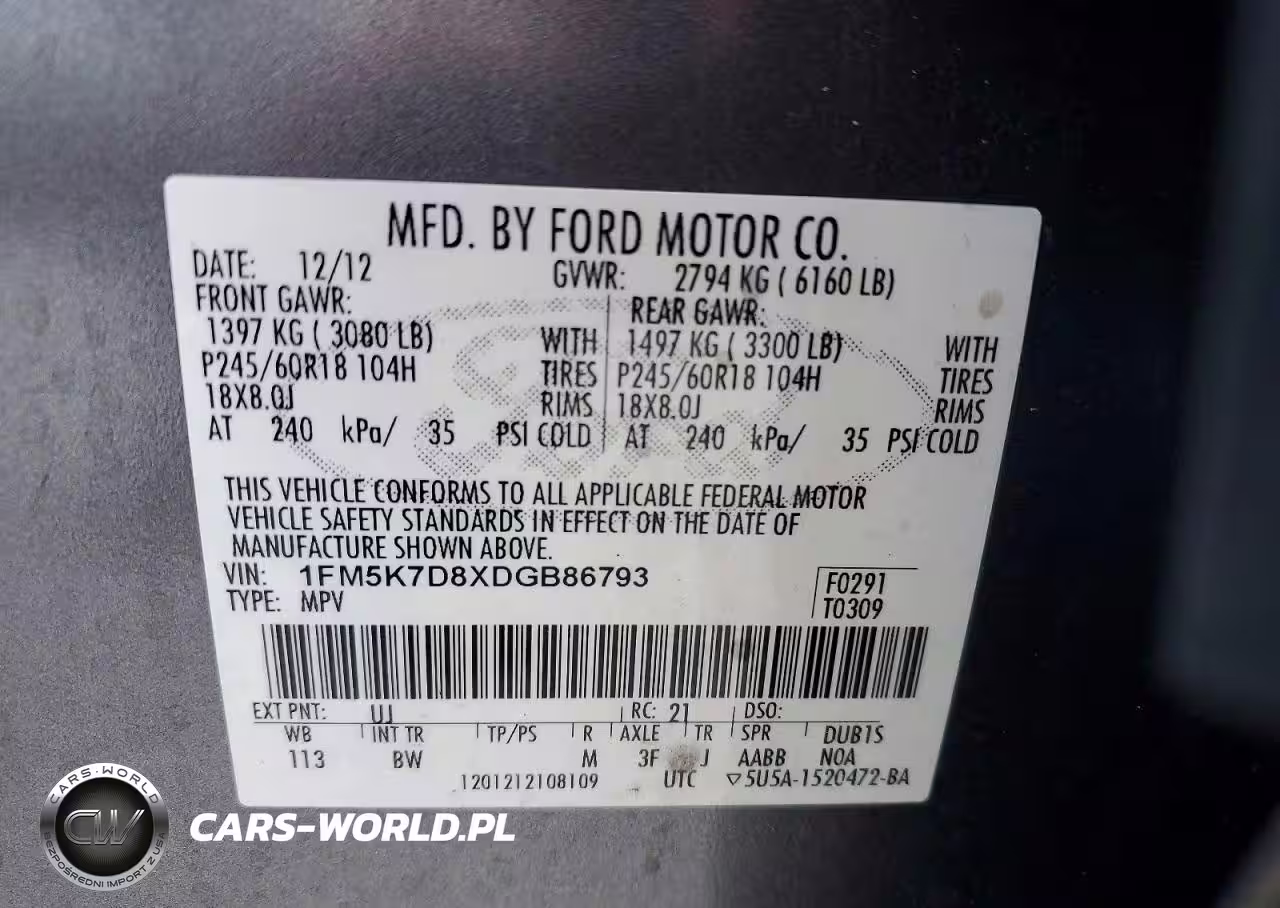 MFD. BY FORD MOTOR CO.
DATE: 12/12 GVWR: 2794 KG ( 6160 LB)
FRONT GAWR: REAR GAWR:
1397 KG ( 3080 LB) WITH 1497 KG ( 3300 LB) WITH
P245/60R18 104H TIRES P245/60R18 104H TIRES
18X8.0J RIMS 18X8.0J RIMS
AT 240 kPa/ 35 PSI COLD AT 240 kPa/ 35 PSI COLD
THIS VEHICLE CONFORMS TO ALL APPLICABLE FEDERAL MOTOR
VEHICLE SAFETY STANDARDS IN EFFECT ON THE DATE OF
MANUFACTURE SHOWN ABOVE.
VIN: 1FM5K7D8XDGB86793 F0291
TYPE: MPV T0309
EXT PNT: UJ RC: 21 DSO:
WB INT TR TP/PS R AXLE TR SPR DUB1S
113 BW M 3F J AABB N0A
1201212108109 UTC ▽5U5A-1520472-BA
CARS-WORLD
CW
BEZPOŚREDNI IMPORT Z USA
CARS-WORLD.PL